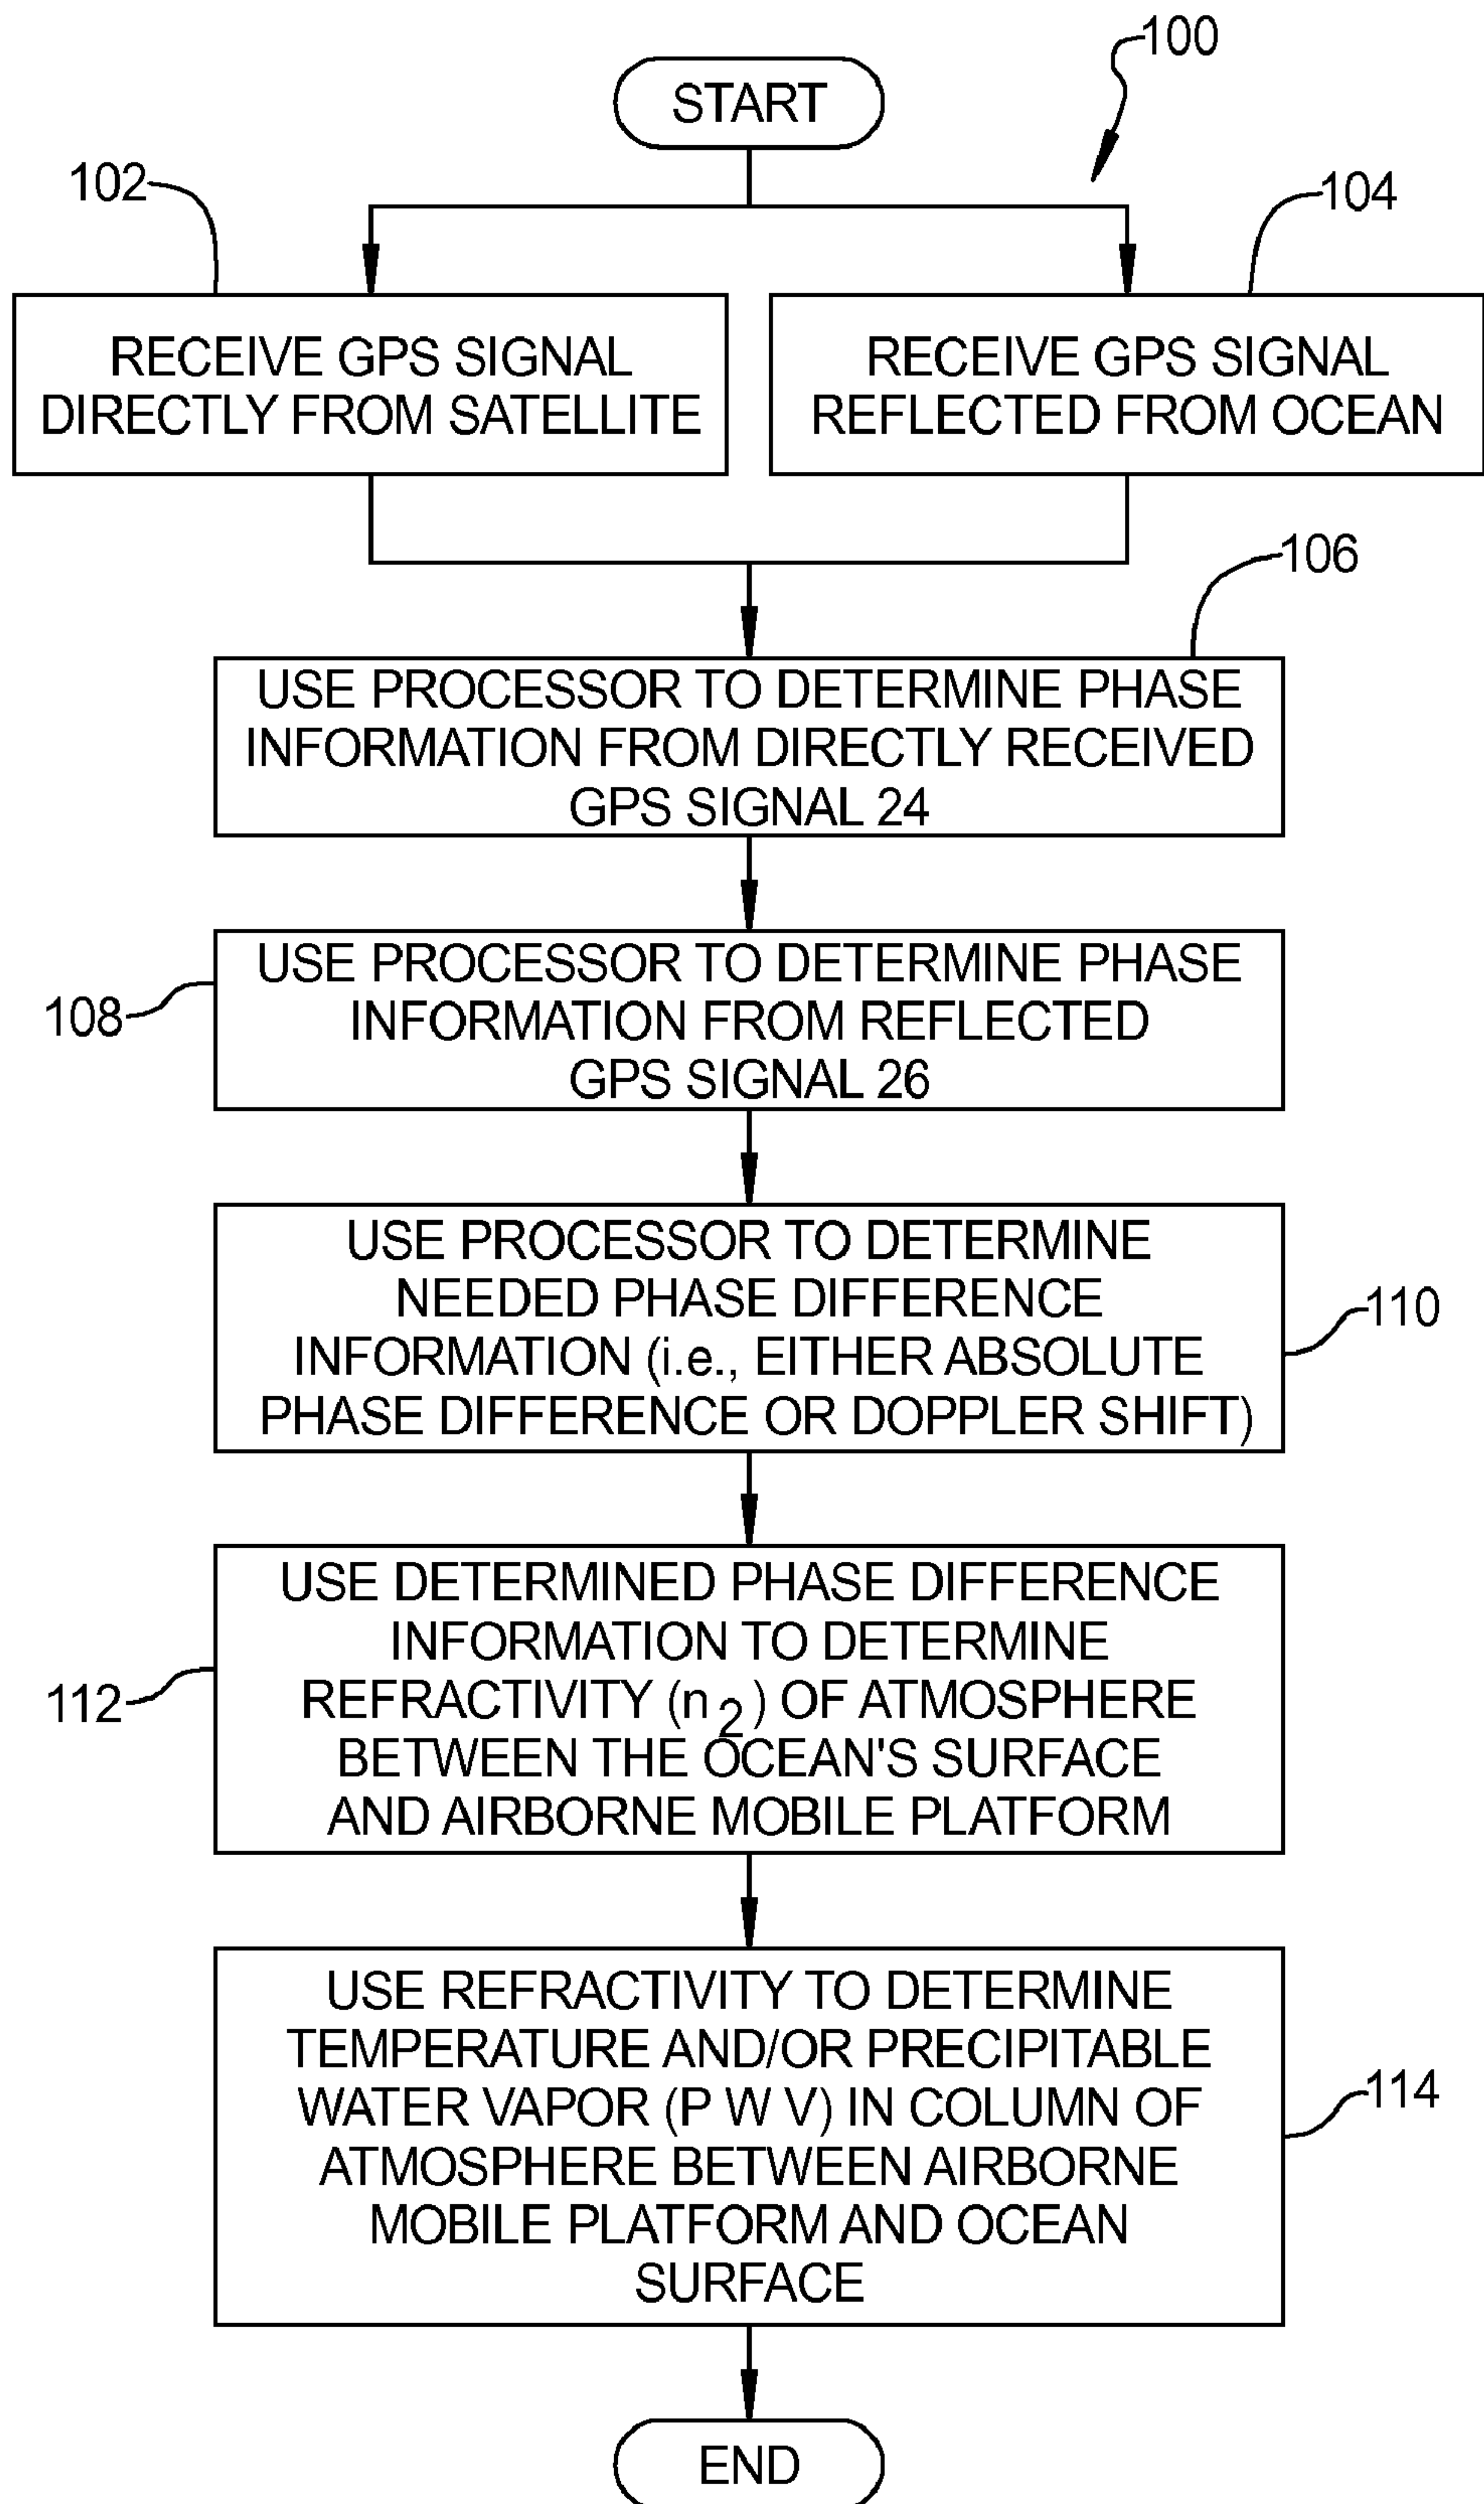 100
START
102
104
RECEIVE GPS SIGNAL
DIRECTLY FROM SATELLITE
RECEIVE GPS SIGNAL
REFLECTED FROM OCEAN
106
USE PROCESSOR TO DETERMINE PHASE
INFORMATION FROM DIRECTLY RECEIVED
GPS SIGNAL 24
108
USE PROCESSOR TO DETERMINE PHASE
INFORMATION FROM REFLECTED
GPS SIGNAL 26
110
USE PROCESSOR TO DETERMINE
NEEDED PHASE DIFFERENCE
INFORMATION (i.e., EITHER ABSOLUTE
PHASE DIFFERENCE OR DOPPLER SHIFT)
112
USE DETERMINED PHASE DIFFERENCE
INFORMATION TO DETERMINE
REFRACTIVITY (n 2 ) OF ATMOSPHERE
BETWEEN THE OCEAN'S SURFACE
AND AIRBORNE MOBILE PLATFORM
114
USE REFRACTIVITY TO DETERMINE
TEMPERATURE AND/OR PRECIPITABLE
WATER VAPOR (P W V) IN COLUMN OF
ATMOSPHERE BETWEEN AIRBORNE
MOBILE PLATFORM AND OCEAN
SURFACE
END